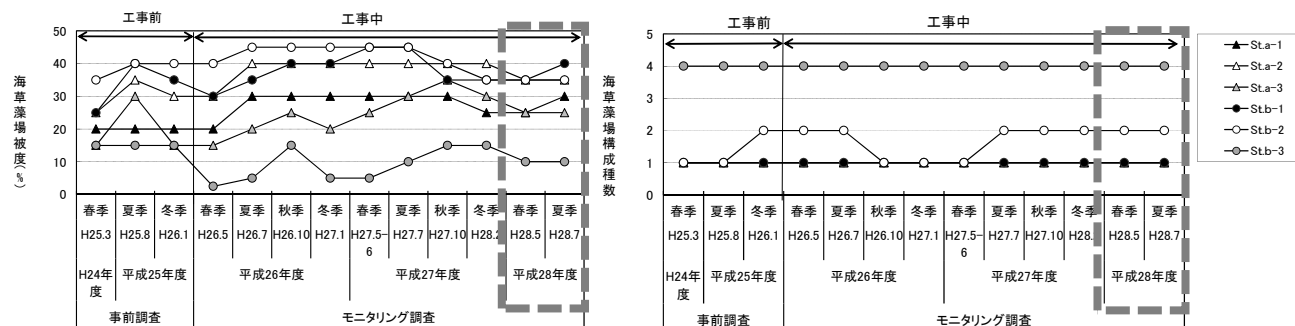 工事前
工事中
海草藻場被度(%)
50
40
30
20
10
0
春季 夏季 冬季 春季 夏季 秋季 冬季 春季 夏季 秋季 冬季 春季 夏季
H25.3 H25.8 H26.1 H26.5 H26.7 H26.10 H27.1 H27.5-6 H27.7 H27.10 H28.2 H28.5 H28.7
H24年度 平成25年度 平成26年度 平成27年度 平成28年度
事前調査 モニタリング調査
工事前
工事中
海草藻場構成種数
5
4
3
2
1
0
春季 夏季 冬季 春季 夏季 秋季 冬季 春季 夏季 秋季 冬季 春季 夏季
H25.3 H25.8 H26.1 H26.5 H26.7 H26.10 H27.1 H27.5-6 H27.7 H27.10 H28. H28.5 H28.7
H24年度 平成25年度 平成26年度 平成27年度 平成28年度
事前調査 モニタリング調査
St.a-1
St.a-2
St.a-3
St.b-1
St.b-2
St.b-3